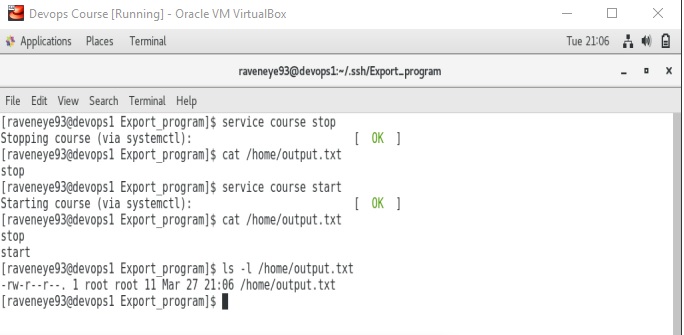 Devops Course [Running] - Oracle VM VirtualBox
Applications Places Terminal Tue 21:06
raveneye93@devops1:~/.ssh/Export_program
File Edit View Search Terminal Help
[raveneye93@devops1 Export_program]$ service course stop
Stopping course (via systemctl): [ OK ]
[raveneye93@devops1 Export_program]$ cat /home/output.txt
stop
[raveneye93@devops1 Export_program]$ service course start
Starting course (via systemctl): [ OK ]
[raveneye93@devops1 Export_program]$ cat /home/output.txt
stop
start
[raveneye93@devops1 Export_program]$ ls -l /home/output.txt
-rw-r--r--. 1 root root 11 Mar 27 21:06 /home/output.txt
[raveneye93@devops1 Export_program]$